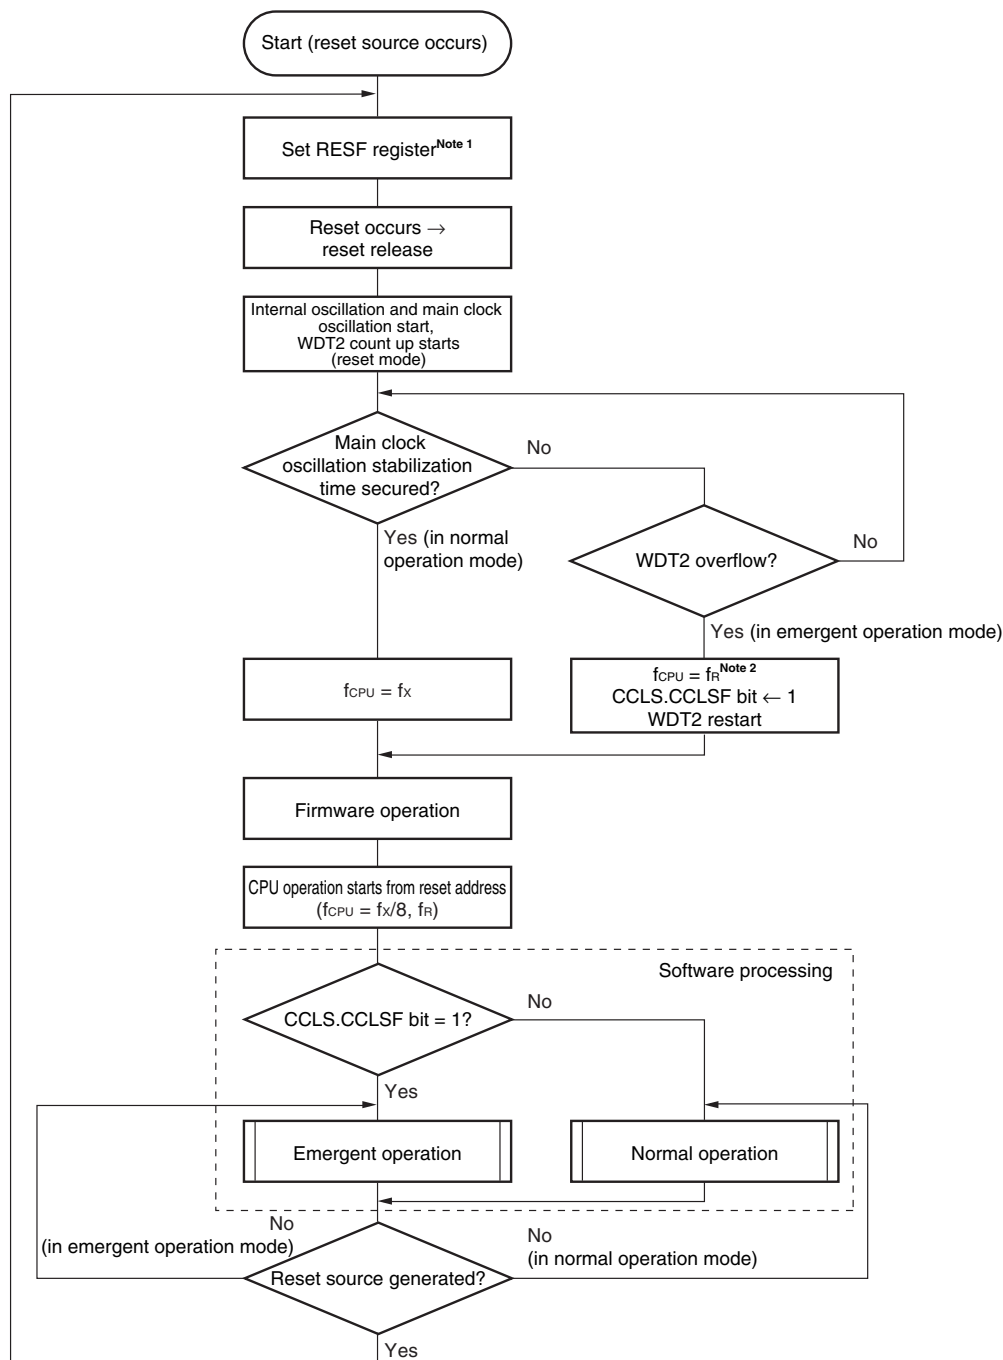 Start (reset source occurs)
Set RESF registerNote 1
Reset occurs →
reset release
Internal oscillation and main clock
oscillation start,
WDT2 count up starts
(reset mode)
Main clock
oscillation stabilization
time secured?
No
Yes (in normal
operation mode)
WDT2 overflow?
No
Yes (in emergent operation mode)
fCPU = fX
fCPU = fRNote 2
CCLS.CCLSF bit ← 1
WDT2 restart
Firmware operation
CPU operation starts from reset address
(fCPU = fX/8, fR)
Software processing
CCLS.CCLSF bit = 1?
No
Yes
Emergent operation
Normal operation
No
(in emergent operation mode)
No
(in normal operation mode)
Reset source generated?
Yes